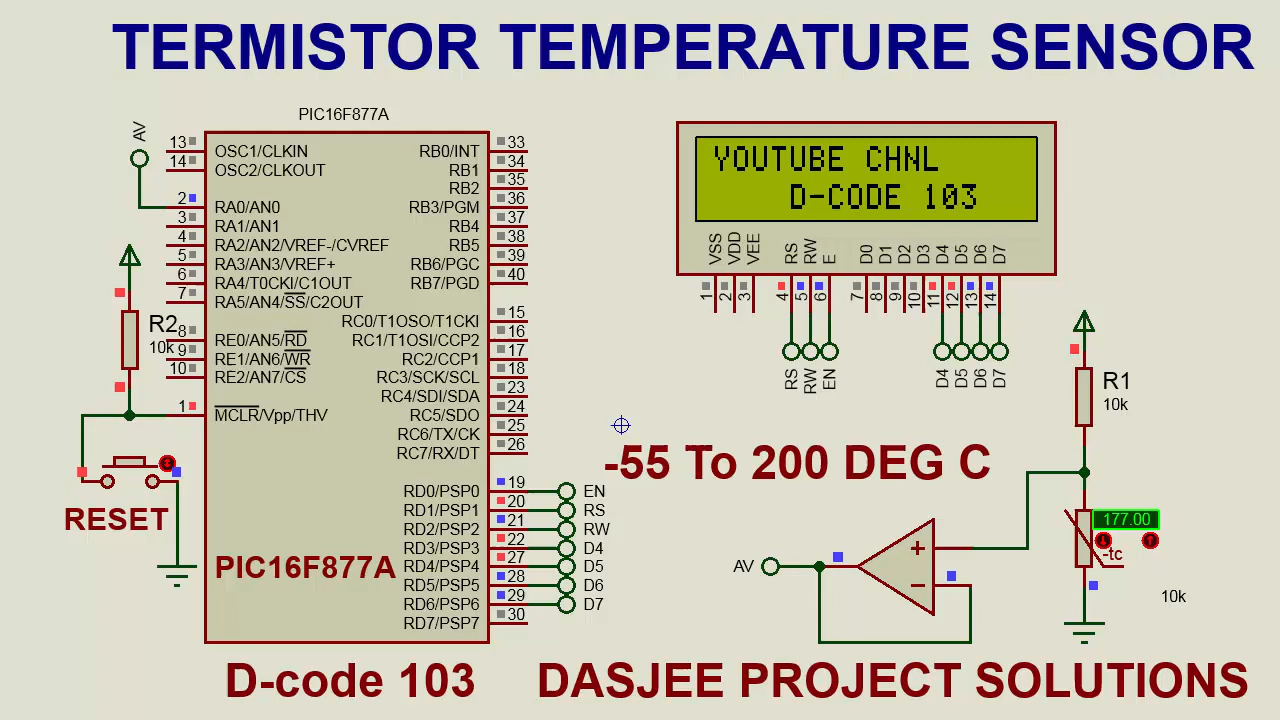 TERMISTOR TEMPERATURE SENSOR
PIC16F877A
AV
13 OSC1/CLKIN
14 OSC2/CLKOUT
2 RA0/AN0
3 RA1/AN1
4 RA2/AN2/VREF-/CVREF
5 RA3/AN3/VREF+
6 RA4/T0CKI/C1OUT
7 RA5/AN4/SS/C2OUT
8 RE0/AN5/RD
9 RE1/AN6/WR
10 RE2/AN7/CS
1 MCLR/Vpp/THV
RB0/INT 33
RB1 34
RB2 35
RB3/PGM 36
RB4 37
RB5 38
RB6/PGC 39
RB7/PGD 40
RC0/T1OSO/T1CKI 15
RC1/T1OSI/CCP2 16
RC2/CCP1 17
RC3/SCK/SCL 18
RC4/SDI/SDA 23
RC5/SDO 24
RC6/TX/CK 25
RC7/RX/DT 26
RD0/PSP0 19 EN
RD1/PSP1 20 RS
RD2/PSP2 21 RW
RD3/PSP3 22 D4
RD4/PSP4 27 D5
RD5/PSP5 28 D6
RD6/PSP6 29 D7
RD7/PSP7 30
R2
10k
RESET
PIC16F877A
YOUTUBE CHNL
D-CODE 103
VSS VDD VEE RS RW E D0 D1 D2 D3 D4 D5 D6 D7
1 2 3 4 5 6 7 8 9 10 11 12 13 14
RS RW EN D4 D5 D6 D7
R1
10k
-55 To 200 DEG C
177.00
-tc
10k
AV
+
−
D-code 103 DASJEE PROJECT SOLUTIONS